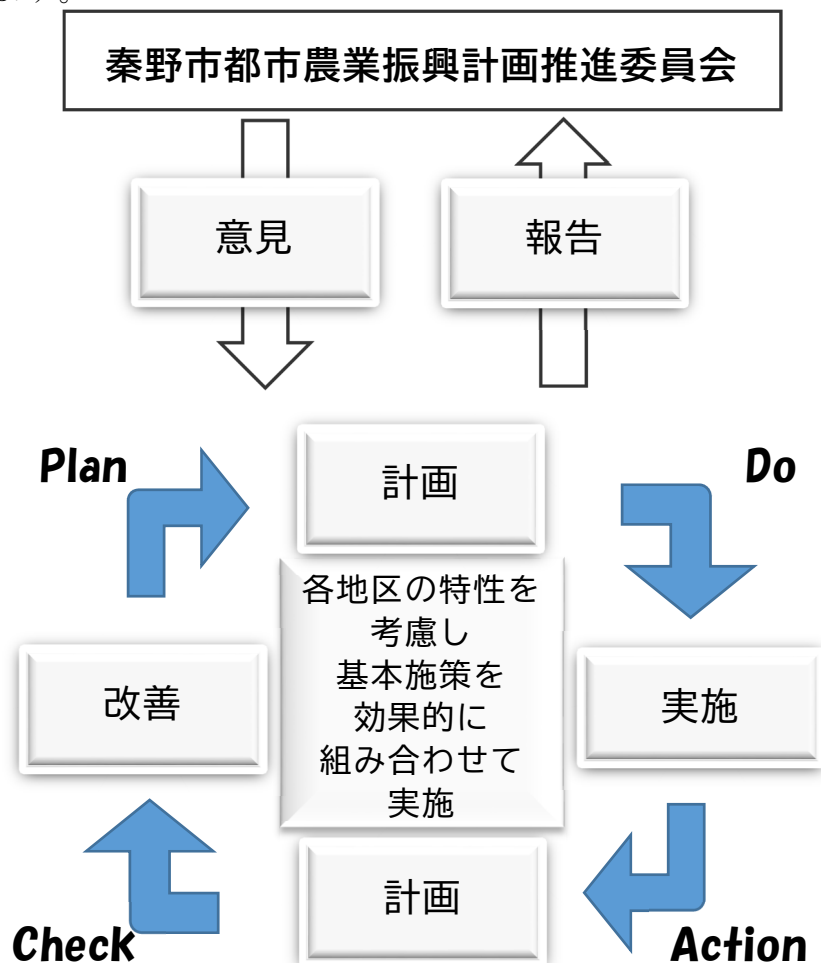 秦野市都市農業振興計画推進委員会
意見
報告
Plan
計画
Do
各地区の特性を
考慮し
基本施策を
効果的に
組み合わせて
実施
改善
実施
計画
Check
Action